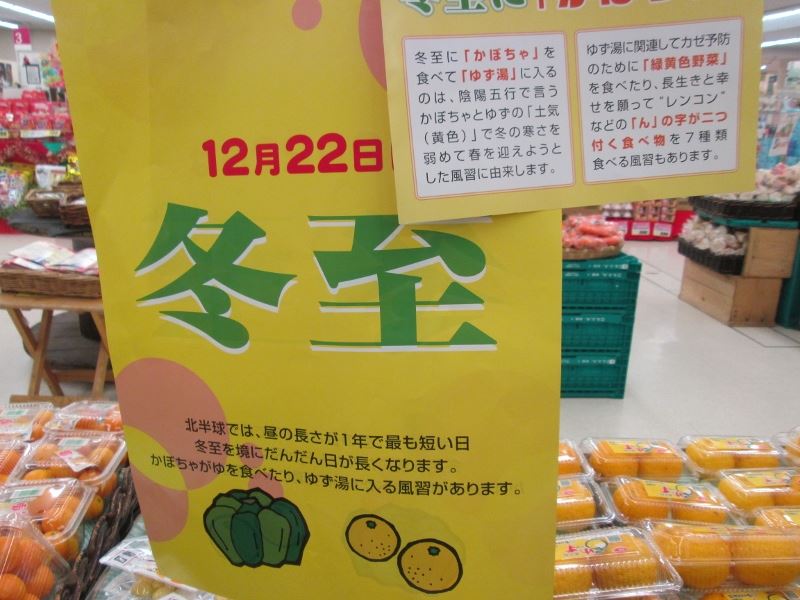 冬至に「かぼちゃ」を
食べて「ゆず湯」に入る
のは、陰陽五行で言う
かぼちゃとゆずの「土気
（黄色）」で冬の寒さを
弱めて春を迎えようと
した風習に由来します。
ゆず湯に関連してカゼ予防
のために「緑黄色野菜」
を食べたり、長生きと幸
せを願って“レンコン”
などの「ん」の字が二つ
付く食べ物を７種類
食べる風習もあります。
12月22日
冬至
北半球では、昼の長さが１年で最も短い日
冬至を境にだんだん日が長くなります。
かぼちゃがゆを食べたり、ゆず湯に入る風習があります。
3